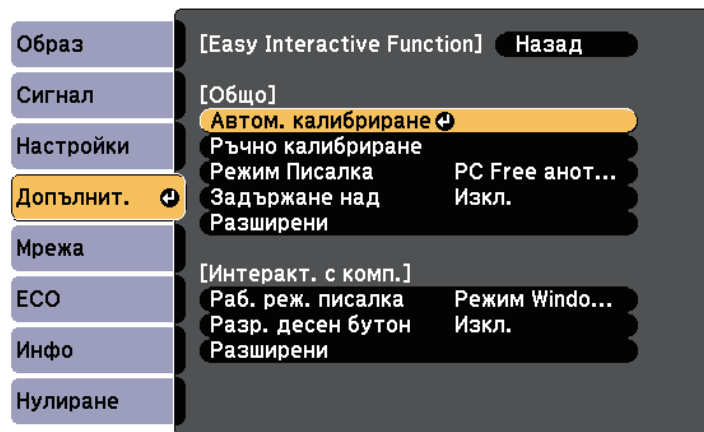 Образ
Сигнал
Настройки
Допълнит.
Мрежа
ECO
Инфо
Нулиране
[Easy Interactive Function] Назад
[Общо]
Автом. калибриране
Ръчно калибриране
Режим Писалка PC Free анот...
Задържане над Изкл.
Разширени
[Интеракт. с комп.]
Раб. реж. писалка Режим Windo...
Разр. десен бутон Изкл.
Разширени